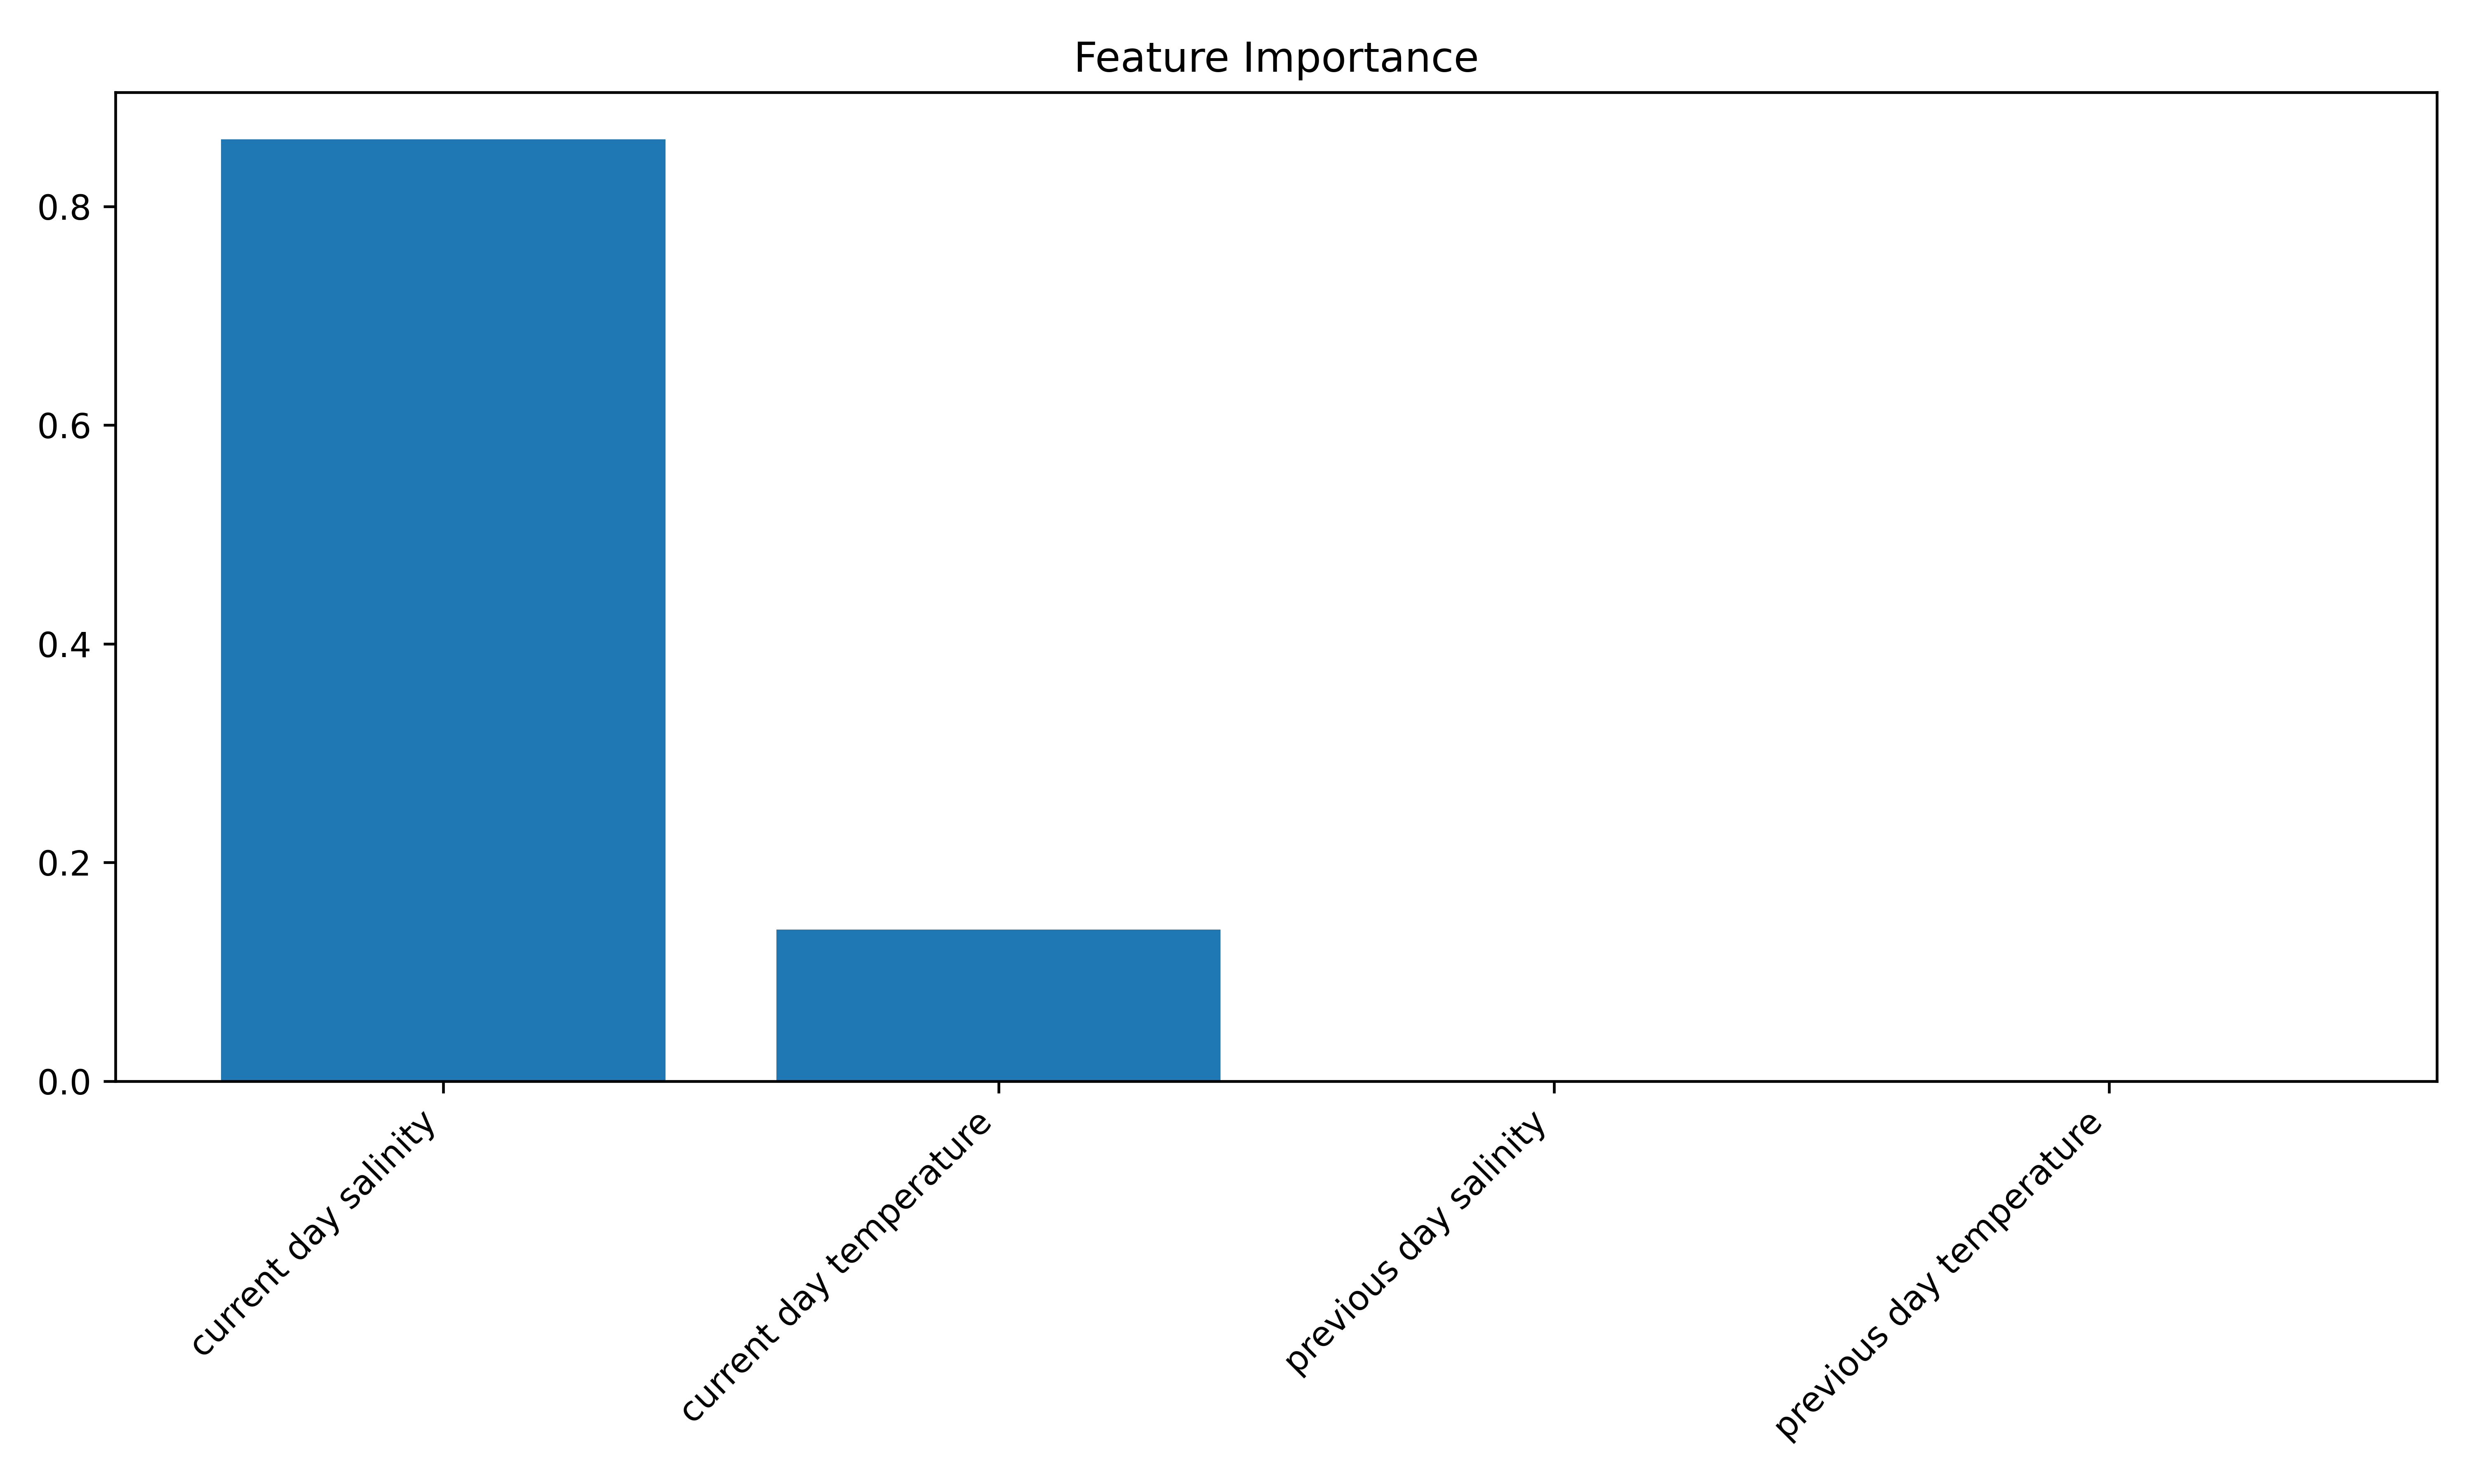 Feature Importance
0.8
0.6
0.4
0.2
0.0
current day salinity
current day temperature
previous day salinity
previous day temperature